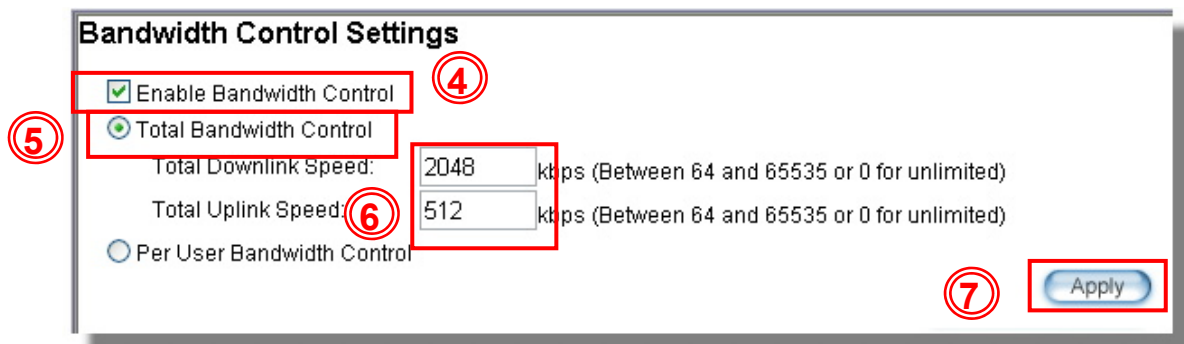 Bandwidth Control Settings
Enable Bandwidth Control
④
⑤
Total Bandwidth Control
Total Downlink Speed: 2048 kbps (Between 64 and 65535 or 0 for unlimited)
Total Uplink Speed: ⑥ 512 kbps (Between 64 and 65535 or 0 for unlimited)
Per User Bandwidth Control
⑦ Apply